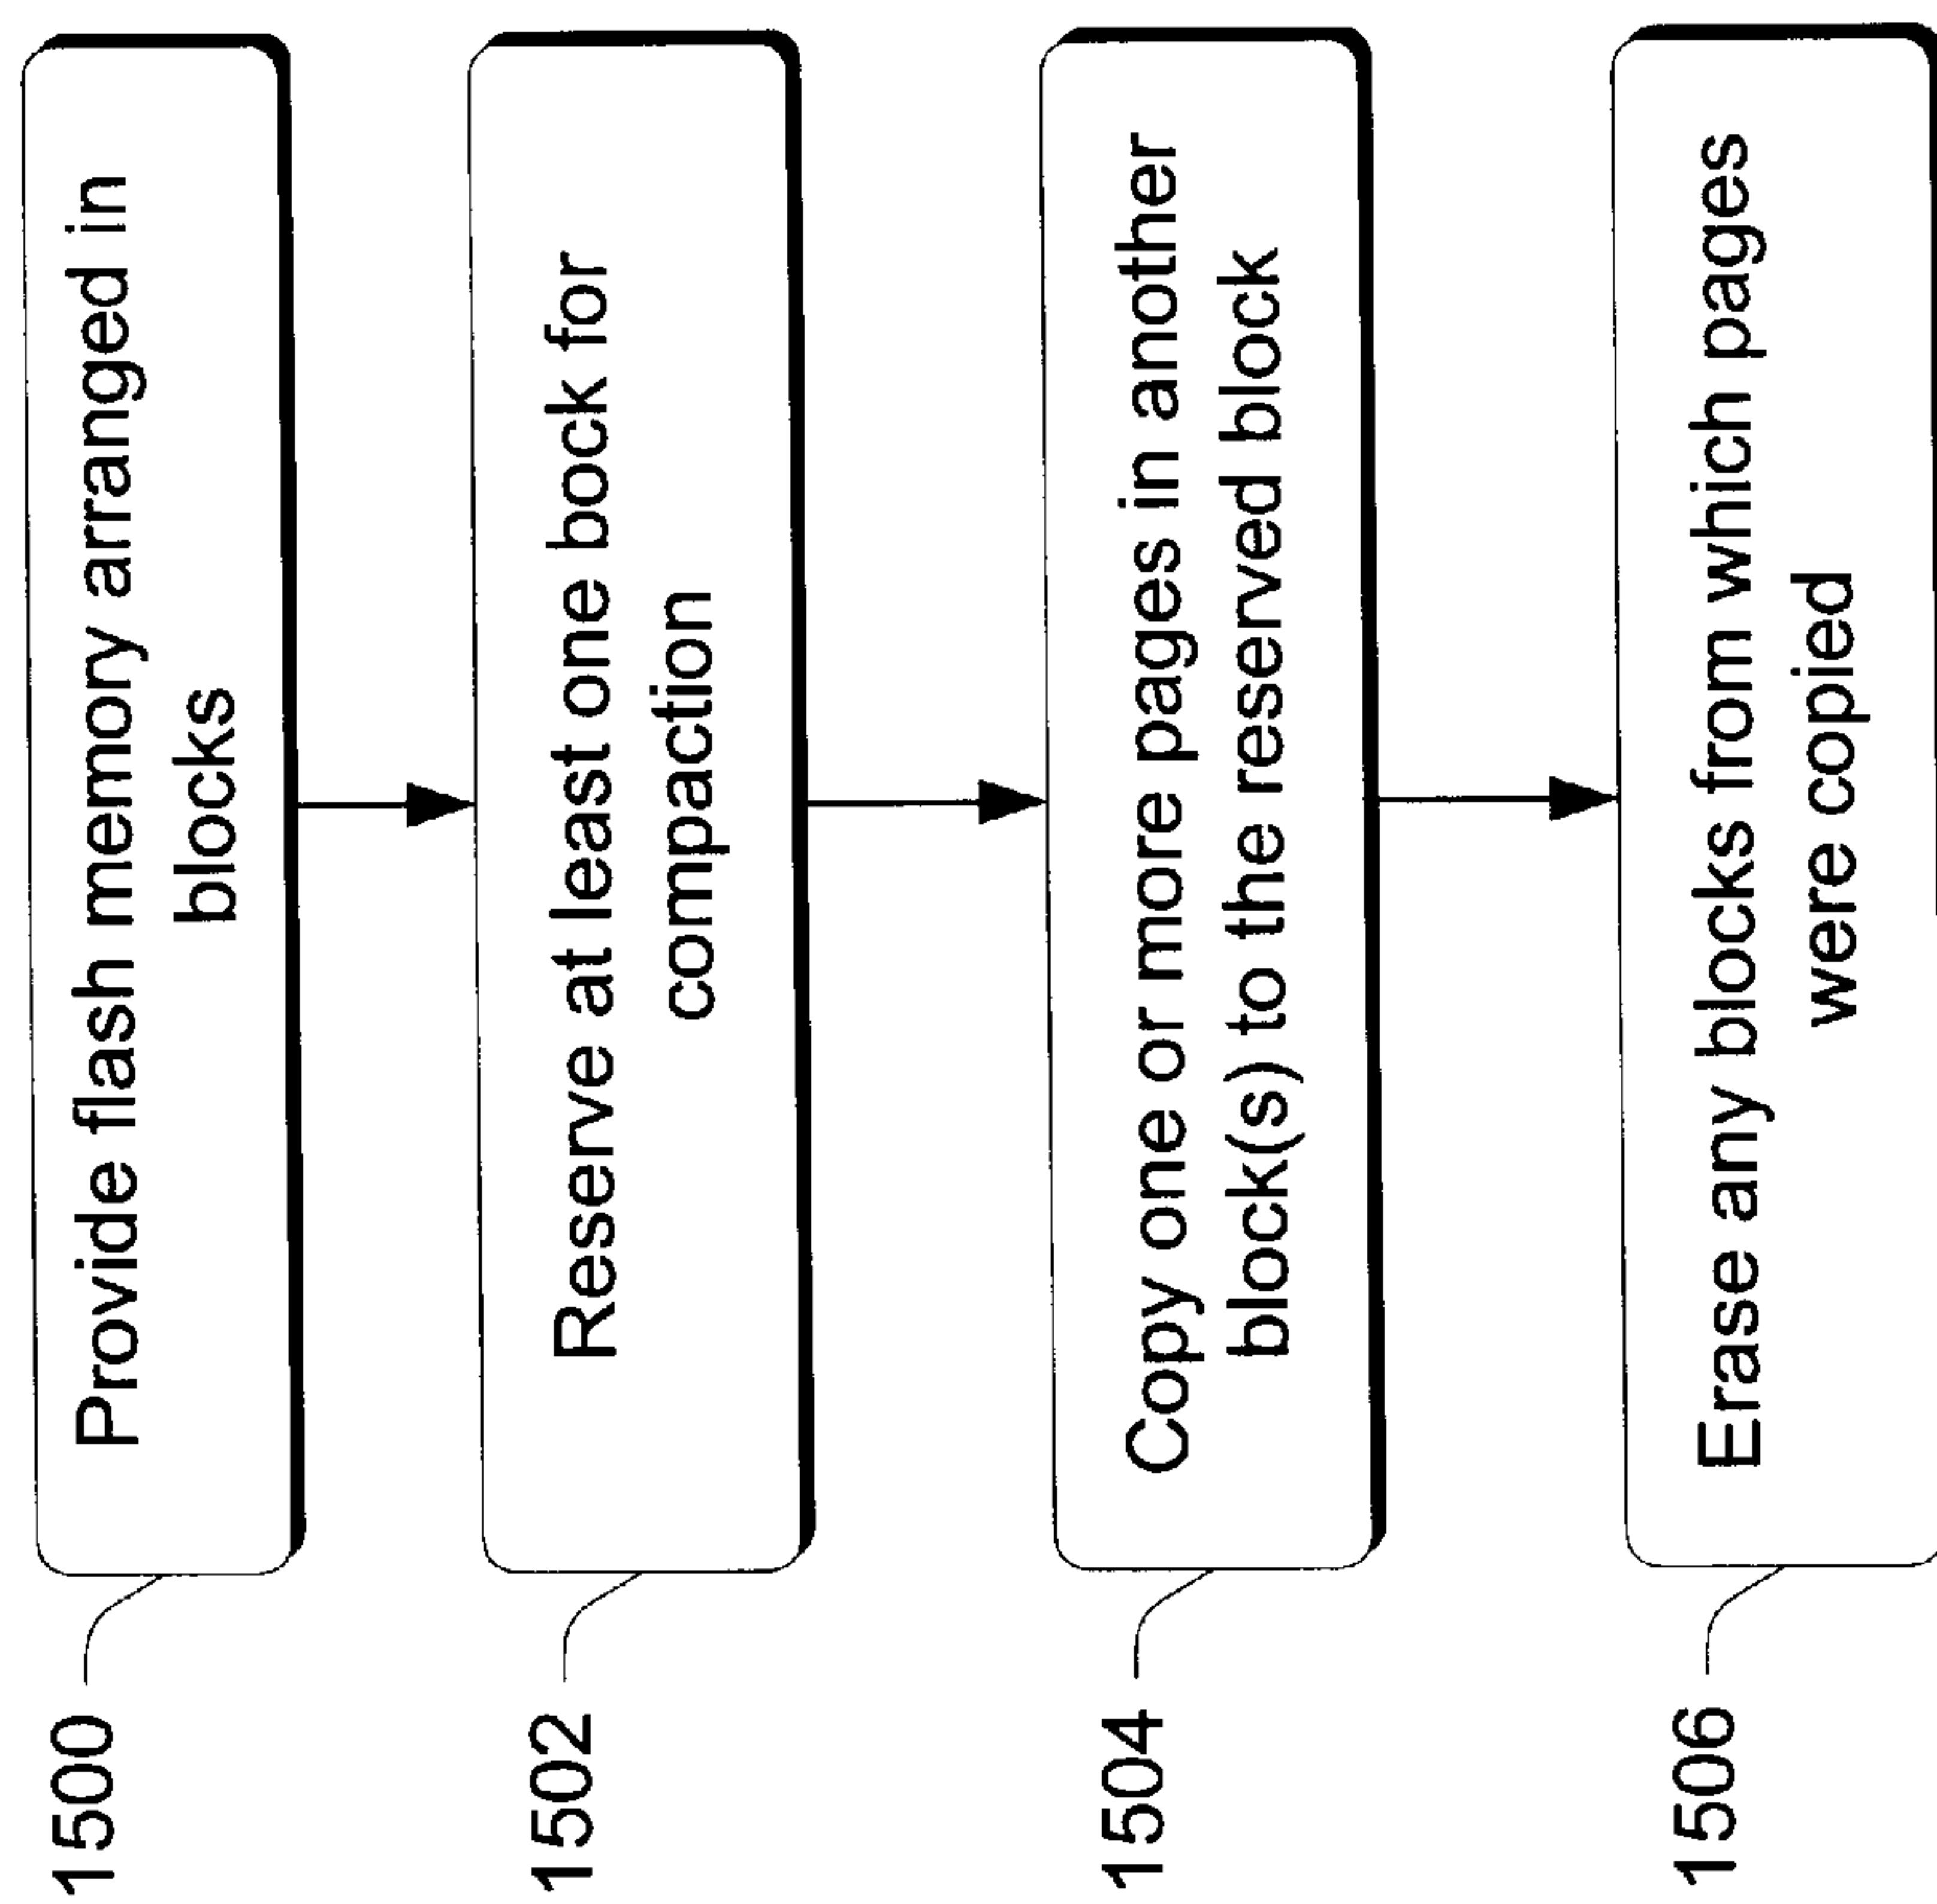 1500
Provide flash memory arranged in
blocks
1502
Reserve at least one bock for
compaction
1504
Copy one or more pages in another
block(s) to the reserved block
1506
Erase any blocks from which pages
were copied